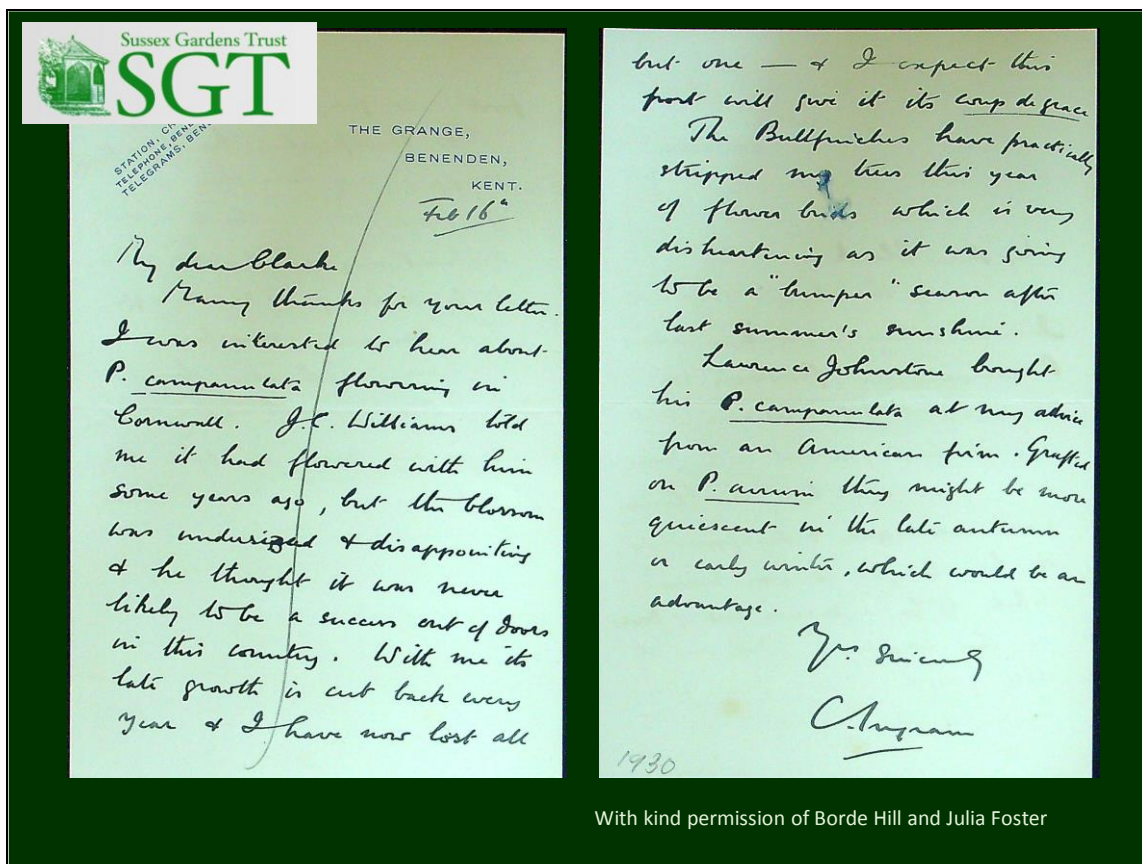 Sussex Gardens Trust
SGT
STATION, C
TELEPHONE, BENE
TELEGRAMS, BEN
THE GRANGE,
BENENDEN,
KENT.
Feb 16th
My dear Clarke
Many thanks for your letter.
I was interested to hear about
P. campanulata flowering in
Cornwall. J.C. Williams told
me it had flowered with him
some years ago, but the blossom
was undersized & disappointing
& he thought it was never
likely to be a success out of doors
in this country. With me its
late growth is cut back every
year & I have now lost all
but one — & I expect this
frost will give it its coup de grace
The Bullfinches have practically
stripped my trees this year
of flower buds which is very
disheartening as it was going
to be a "bumper" season after
last summer's sunshine.
Lawrence Johnstone brought
his P. campanulata at my advice
from an American firm. Grafted
on P. avium they might be more
quiescent in the late autumn
or early winter, which would be an
advantage.
Yrs. sincerely
C. Ingram
1930
With kind permission of Borde Hill and Julia Foster